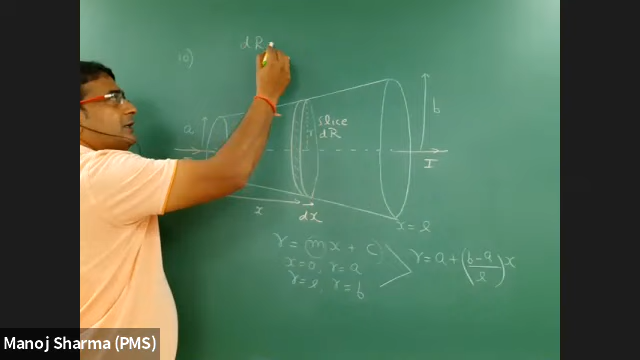 10)
dR
a
slice
dR
b
I
x
dx
x = l
r = mx + c
x=0, r=a
r = a + (b-a/l)x
r=l, r=b
Manoj Sharma (PMS)